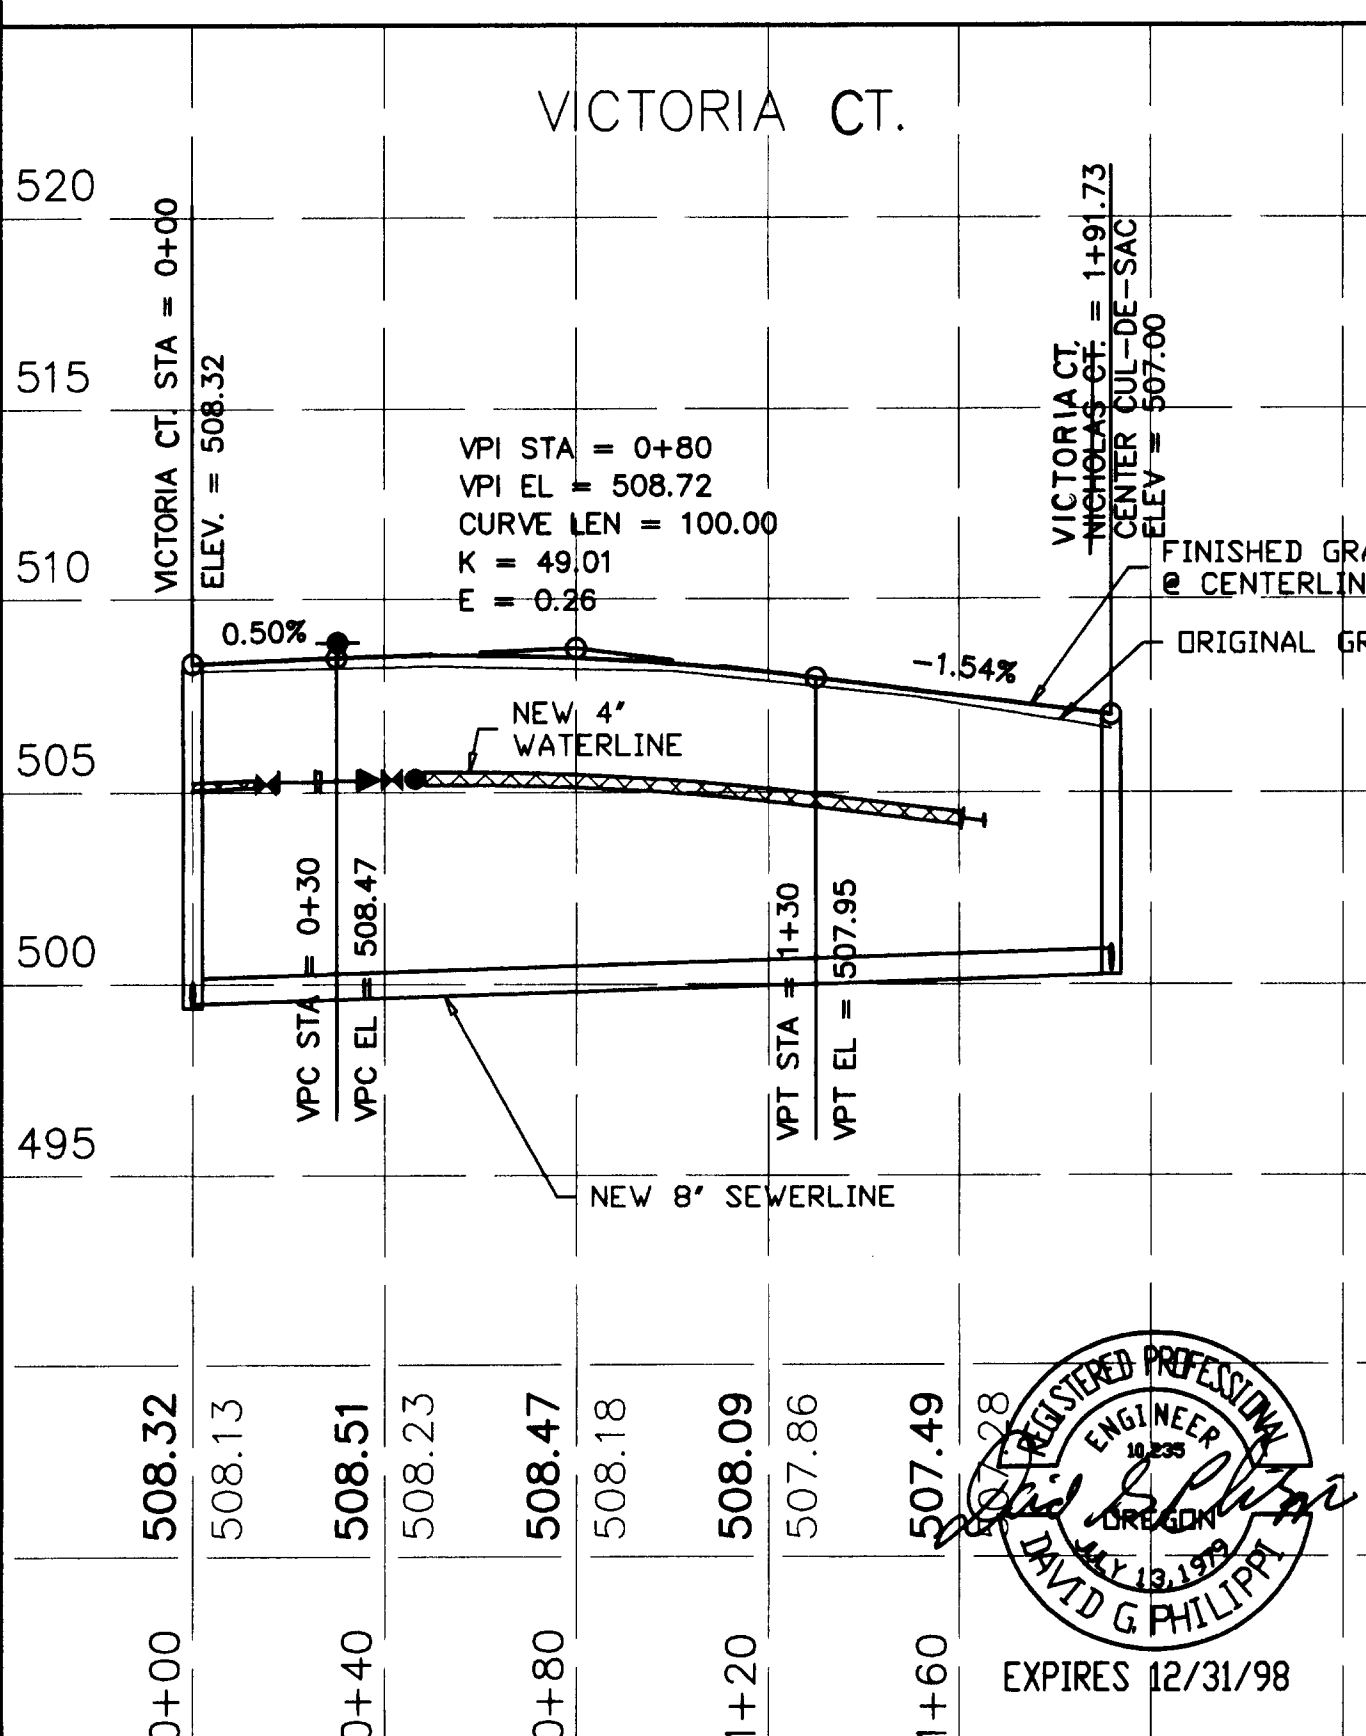 VICTORIA CT.
520
515
510
505
500
495
VICTORIA CT. STA = 0+00
ELEV. = 508.32
VPI STA = 0+80
VPI EL = 508.72
CURVE LEN = 100.00
K = 49.01
E = 0.26
VICTORIA CT.
NICHOLAS CT. = 1+91.73
CENTER CUL-DE-SAC
ELEV = 507.00
FINISHED GRA
@ CENTERLIN
ORIGINAL GR
0.50%
-1.54%
NEW 4"
WATERLINE
VPC STA = 0+30
VPC EL = 508.47
VPT STA = 1+30
VPT EL = 507.95
NEW 8" SEWERLINE
508.32
508.13
508.51
508.23
508.47
508.18
508.09
507.86
507.49
0+00
0+40
0+80
1+20
1+60
REGISTERED PROFESSIONAL
ENGINEER
10,235
OREGON
JULY 13, 1979
DAVID G. PHILIPPI
EXPIRES 12/31/98